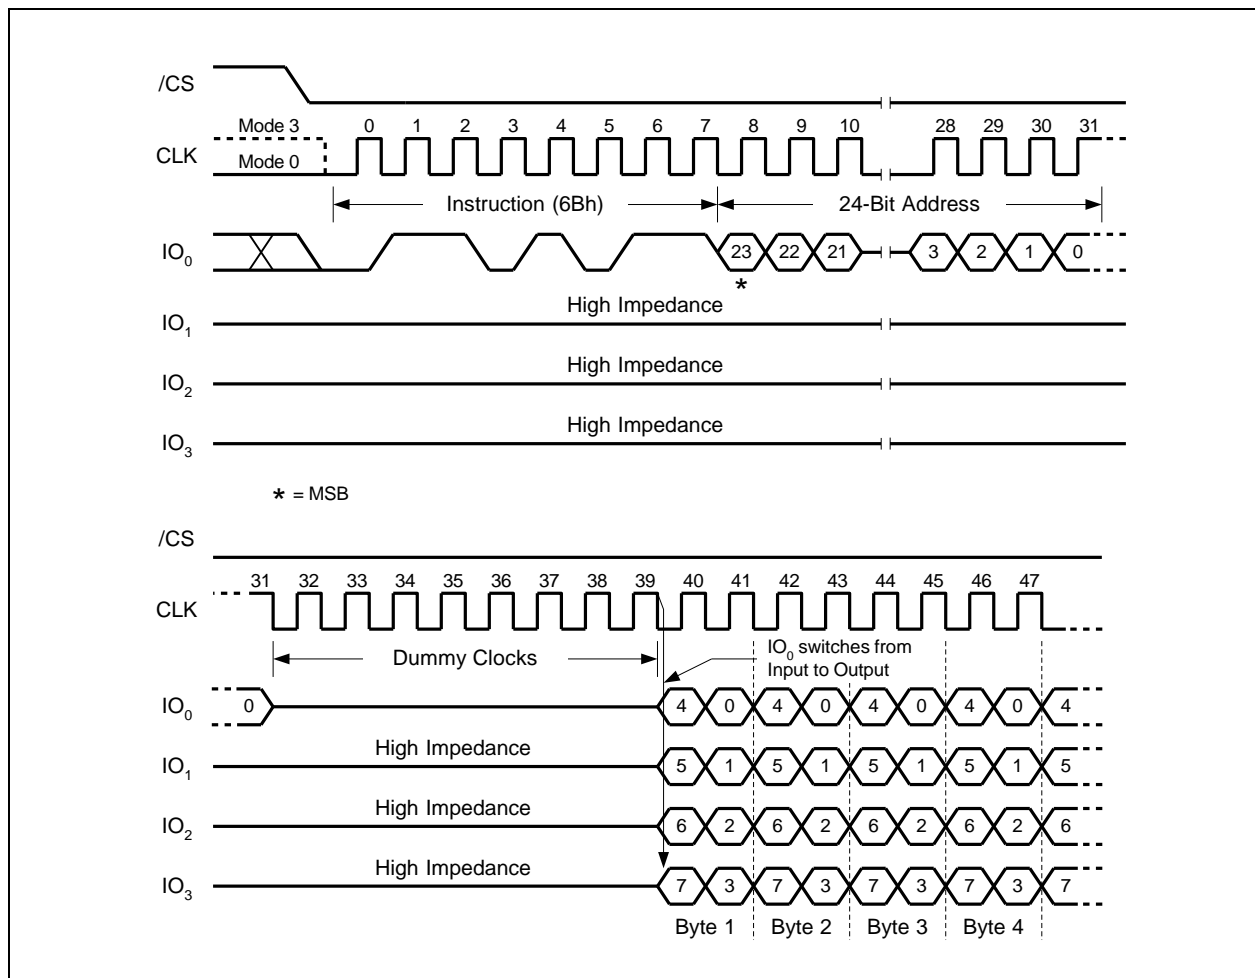 /CS
Mode 3
0 1 2 3 4 5 6 7 8 9 10 28 29 30 31
CLK
Mode 0
Instruction (6Bh) 24-Bit Address
IO0 23 22 21 3 2 1 0
*
High Impedance
IO1
High Impedance
IO2
High Impedance
IO3
* = MSB
/CS
31 32 33 34 35 36 37 38 39 40 41 42 43 44 45 46 47
CLK
Dummy Clocks
IO0 switches from
Input to Output
IO0 0 4 0 4 0 4 0 4 0 4
High Impedance
IO1 5 1 5 1 5 1 5 1 5
High Impedance
IO2 6 2 6 2 6 2 6 2 6
High Impedance
IO3 7 3 7 3 7 3 7 3 7
Byte 1 Byte 2 Byte 3 Byte 4